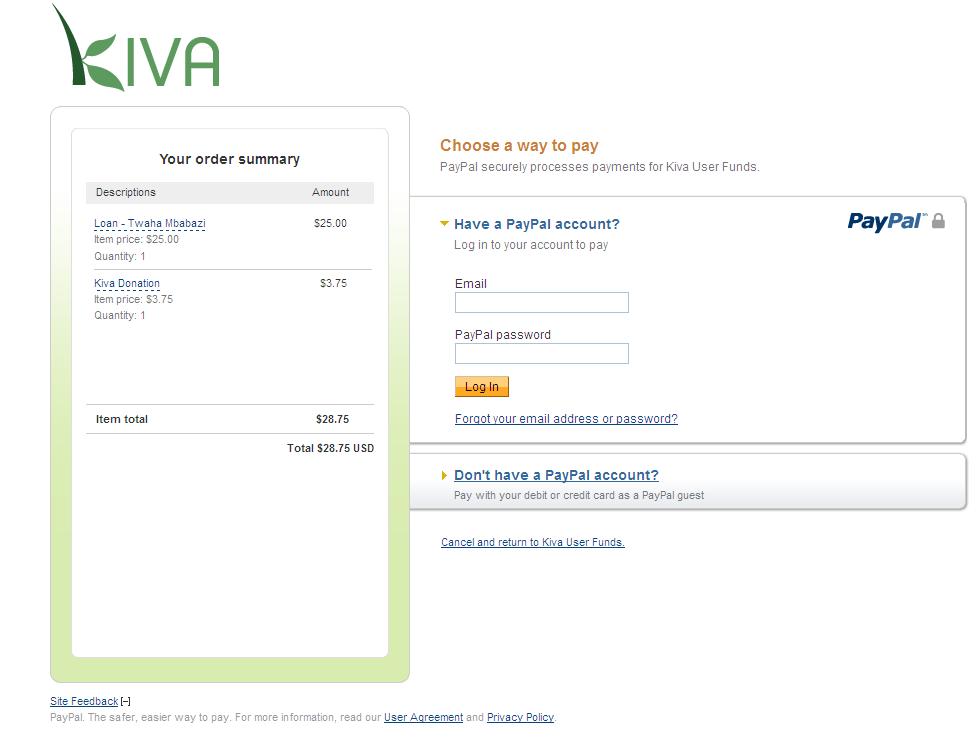 KIVA
Your order summary
Descriptions Amount
Loan - Twaha Mbabazi $25.00
Item price: $25.00
Quantity: 1
Kiva Donation $3.75
Item price: $3.75
Quantity: 1
Item total $28.75
Total $28.75 USD
Choose a way to pay
PayPal securely processes payments for Kiva User Funds.
Have a PayPal account? PayPal
Log in to your account to pay
Email
PayPal password
Log In
Forgot your email address or password?
Don't have a PayPal account?
Pay with your debit or credit card as a PayPal guest
Cancel and return to Kiva User Funds.
Site Feedback [-]
PayPal. The safer, easier way to pay. For more information, read our User Agreement and Privacy Policy.